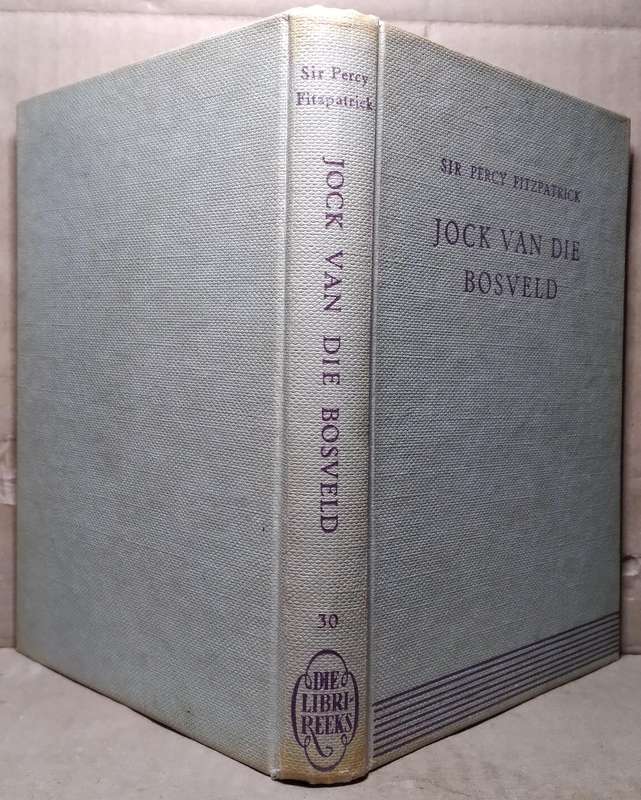 Sir Percy
Fitzpatrick
JOCK VAN DIE BOSVELD
30
DIE
LIBRI-
REEKS
SIR PERCY FITZPATRICK
JOCK VAN DIE
BOSVELD